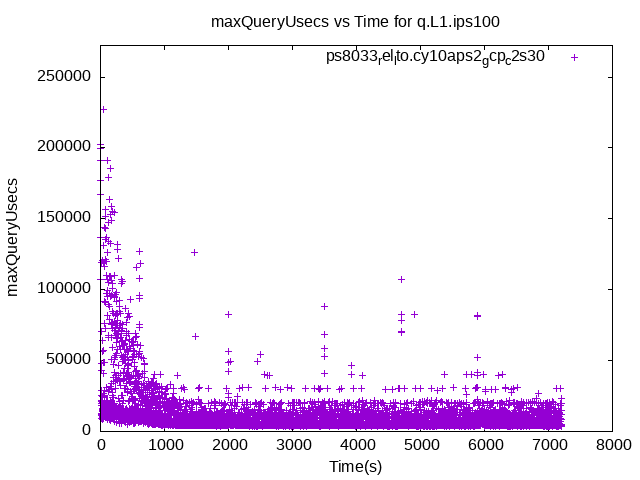 maxQueryUsecs vs Time for q.L1.ips100
ps8033relto.cy10aps2gcpc2s30
250000
200000
150000
100000
50000
0
maxQueryUsecs
0 1000 2000 3000 4000 5000 6000 7000 8000
Time(s)